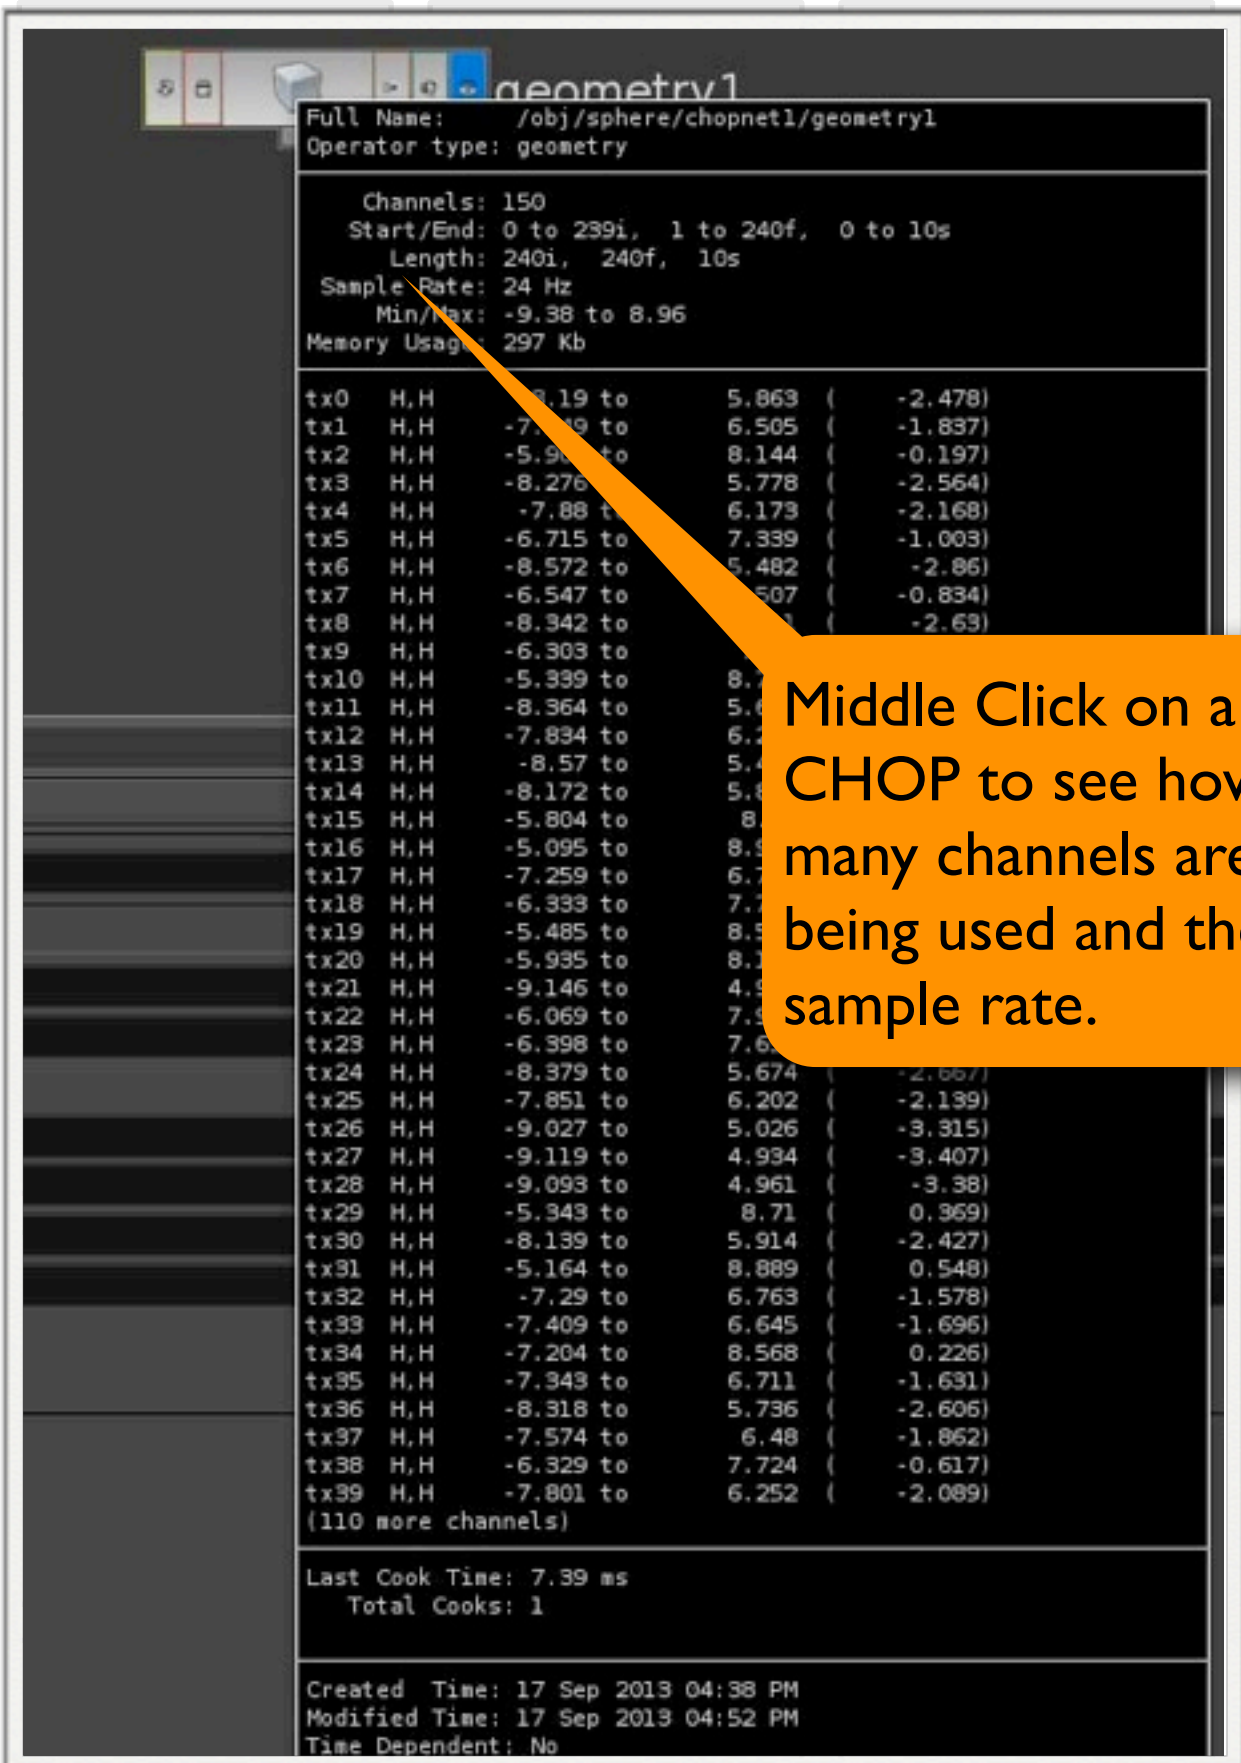 geometry1
Full Name: /obj/sphere/chopnet1/geometry1
Operator type: geometry
Channels: 150
Start/End: 0 to 239i, 1 to 240f, 0 to 10s
Length: 240i, 240f, 10s
Sample Rate: 24 Hz
Min/Max: -9.38 to 8.96
Memory Usage: 297 Kb
tx0 H,H .19 to 5.863 ( -2.478)
tx1 H,H to 6.505 ( -1.837)
tx2 H,H to 8.144 ( -0.197)
tx3 H,H -8.276 5.778 ( -2.564)
tx4 H,H -7.88 6.173 ( -2.168)
tx5 H,H -6.715 to 7.339 ( -1.003)
tx6 H,H -8.572 to 5.482 ( -2.86)
tx7 H,H -6.547 to 507 ( -0.834)
tx8 H,H -8.342 to ( -2.63)
tx9 H,H -6.303 to
tx10 H,H -5.339 to
tx11 H,H -8.364 to
tx12 H,H -7.834 to
tx13 H,H -8.57 to
tx14 H,H -8.172 to
tx15 H,H -5.804 to
tx16 H,H -5.095 to
tx17 H,H -7.259 to
tx18 H,H -6.333 to
tx19 H,H -5.485 to
tx20 H,H -5.935 to
tx21 H,H -9.146 to
tx22 H,H -6.069 to
tx23 H,H -6.398 to
tx24 H,H -8.379 to 5.674 ( -2.667)
tx25 H,H -7.851 to 6.202 ( -2.139)
tx26 H,H -9.027 to 5.026 ( -3.315)
tx27 H,H -9.119 to 4.934 ( -3.407)
tx28 H,H -9.093 to 4.961 ( -3.38)
tx29 H,H -5.343 to 8.71 ( 0.369)
tx30 H,H -8.139 to 5.914 ( -2.427)
tx31 H,H -5.164 to 8.889 ( 0.548)
tx32 H,H -7.29 to 6.763 ( -1.578)
tx33 H,H -7.409 to 6.645 ( -1.696)
tx34 H,H -7.204 to 8.568 ( 0.226)
tx35 H,H -7.343 to 6.711 ( -1.631)
tx36 H,H -8.318 to 5.736 ( -2.606)
tx37 H,H -7.574 to 6.48 ( -1.862)
tx38 H,H -6.329 to 7.724 ( -0.617)
tx39 H,H -7.801 to 6.252 ( -2.089)
(110 more channels)
Last Cook Time: 7.39 ms
Total Cooks: 1
Created Time: 17 Sep 2013 04:38 PM
Modified Time: 17 Sep 2013 04:52 PM
Time Dependent: No
Middle Click on a
CHOP to see how
many channels are
being used and the
sample rate.